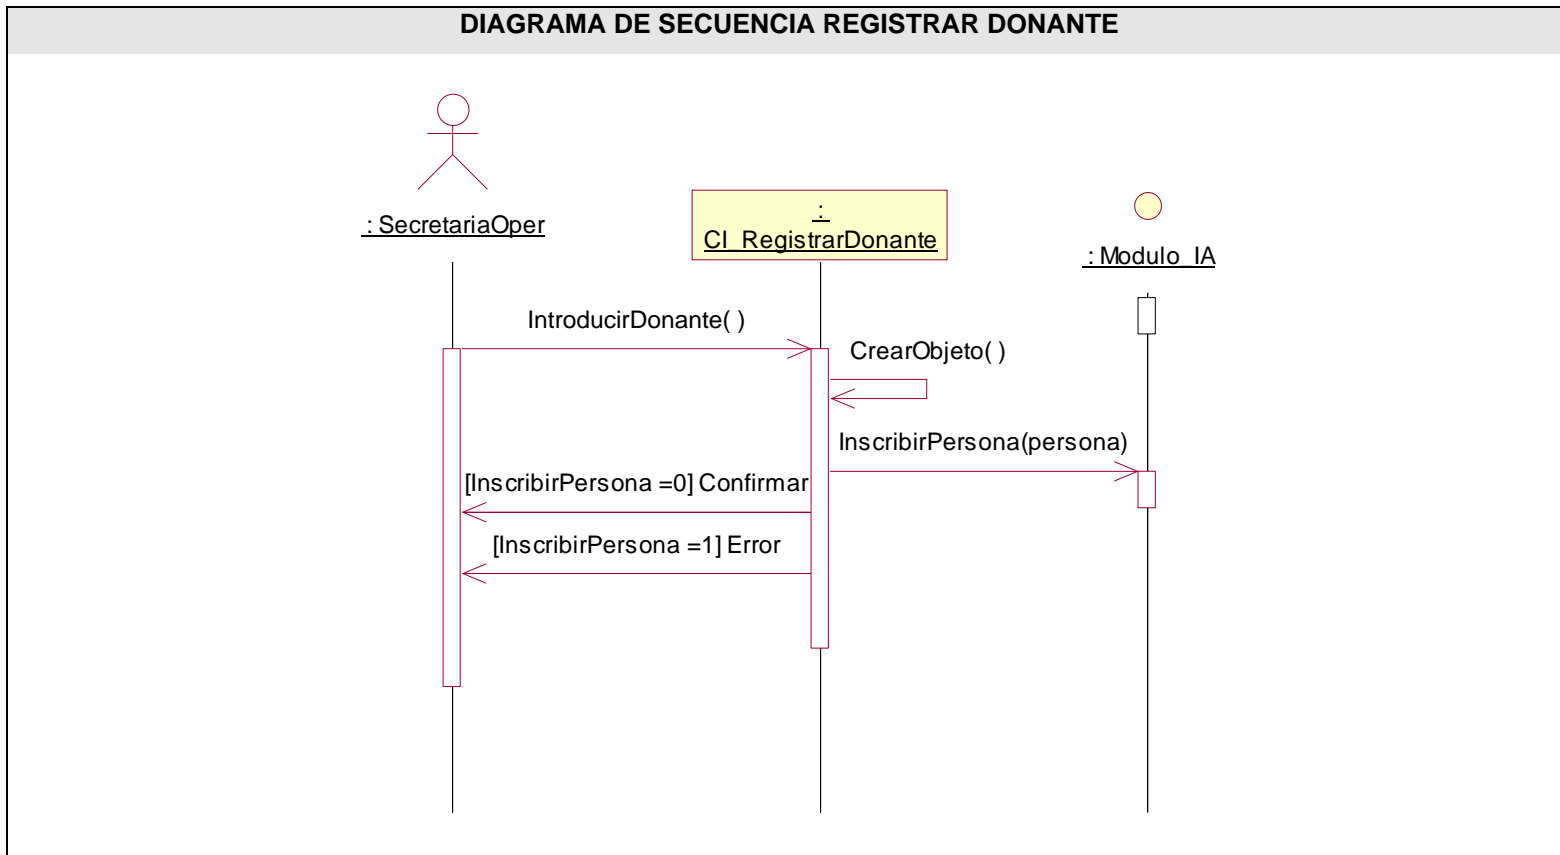 DIAGRAMA DE SECUENCIA REGISTRAR DONANTE
: SecretariaOper
:
CI_RegistrarDonante
: Modulo_IA
IntroducirDonante( )
CrearObjeto( )
InscribirPersona(persona)
[InscribirPersona =0] Confirmar
[InscribirPersona =1] Error